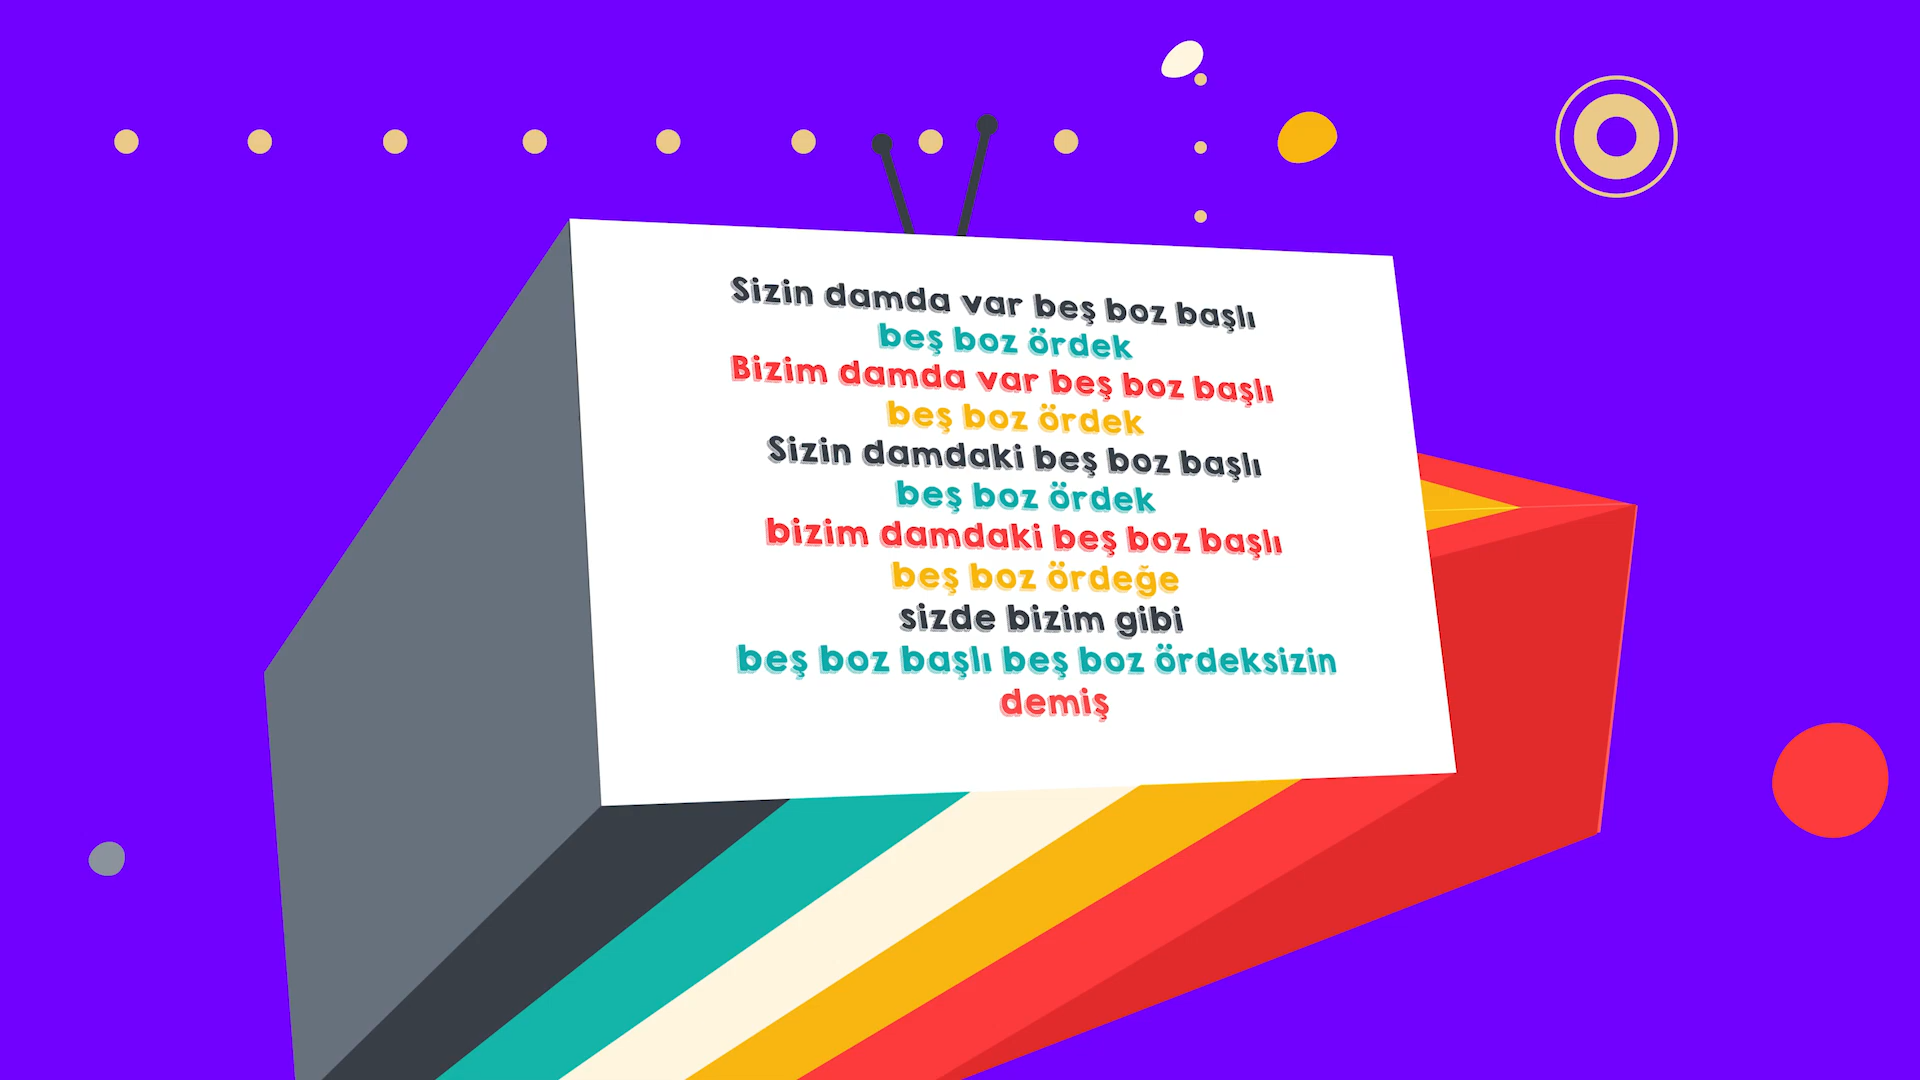 Sizin damda var beş boz başlı
beş boz ördek
Bizim damda var beş boz başlı
beş boz ördek
Sizin damdaki beş boz başlı
beş boz ördek
bizim damdaki beş boz başlı
beş boz ördeğe
sizde bizim gibi
beş boz başlı beş boz ördeksizin
demiş